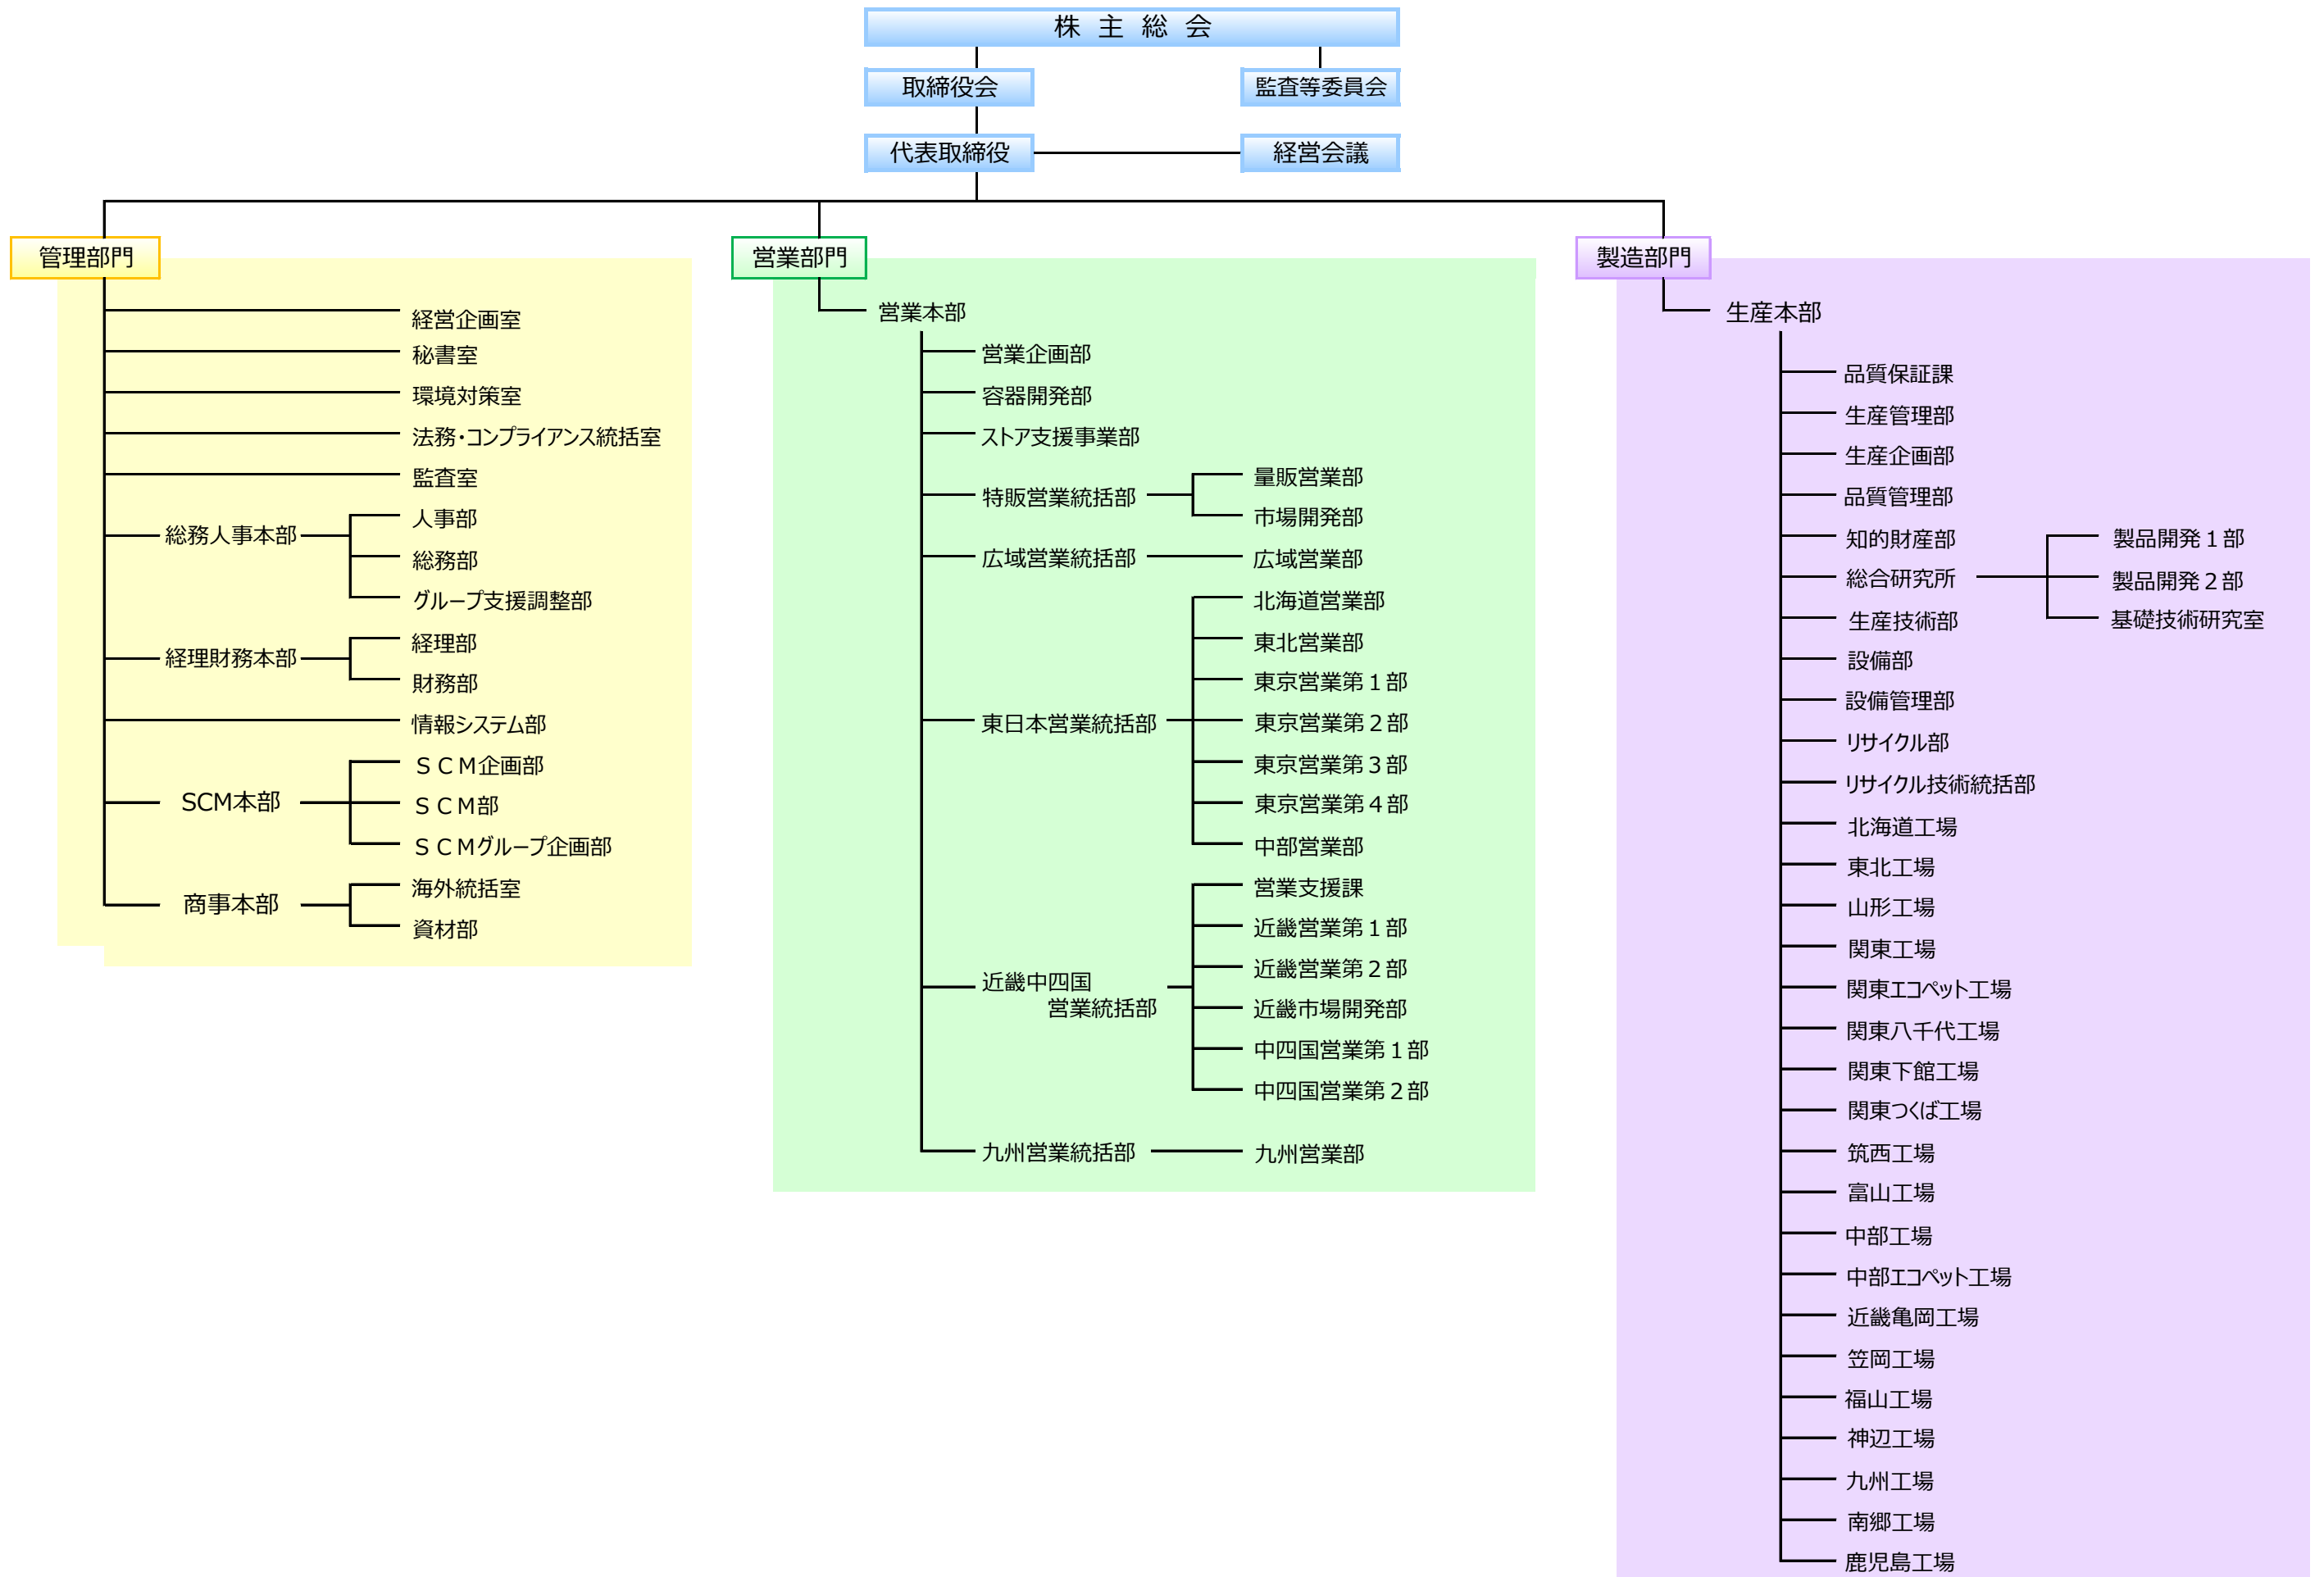 株 主 総 会
取締役会
監査等委員会
代表取締役
経営会議
管理部門
経営企画室
秘書室
環境対策室
法務・コンプライアンス統括室
監査室
総務人事本部
人事部
総務部
グループ支援調整部
経理財務本部
経理部
財務部
情報システム部
SCM本部
ＳＣＭ企画部
ＳＣＭ部
ＳＣＭグループ企画部
商事本部
海外統括室
資材部
営業部門
営業本部
営業企画部
容器開発部
ストア支援事業部
特販営業統括部
量販営業部
市場開発部
広域営業統括部
広域営業部
東日本営業統括部
北海道営業部
東北営業部
東京営業第１部
東京営業第２部
東京営業第３部
東京営業第４部
中部営業部
近畿中四国
営業統括部
営業支援課
近畿営業第１部
近畿営業第２部
近畿市場開発部
中四国営業第１部
中四国営業第２部
九州営業統括部
九州営業部
製造部門
生産本部
品質保証課
生産管理部
生産企画部
品質管理部
知的財産部
総合研究所
製品開発１部
製品開発２部
基礎技術研究室
生産技術部
設備部
設備管理部
リサイクル部
リサイクル技術統括部
北海道工場
東北工場
山形工場
関東工場
関東エコペット工場
関東八千代工場
関東下館工場
関東つくば工場
筑西工場
富山工場
中部工場
中部エコペット工場
近畿亀岡工場
笠岡工場
福山工場
神辺工場
九州工場
南郷工場
鹿児島工場